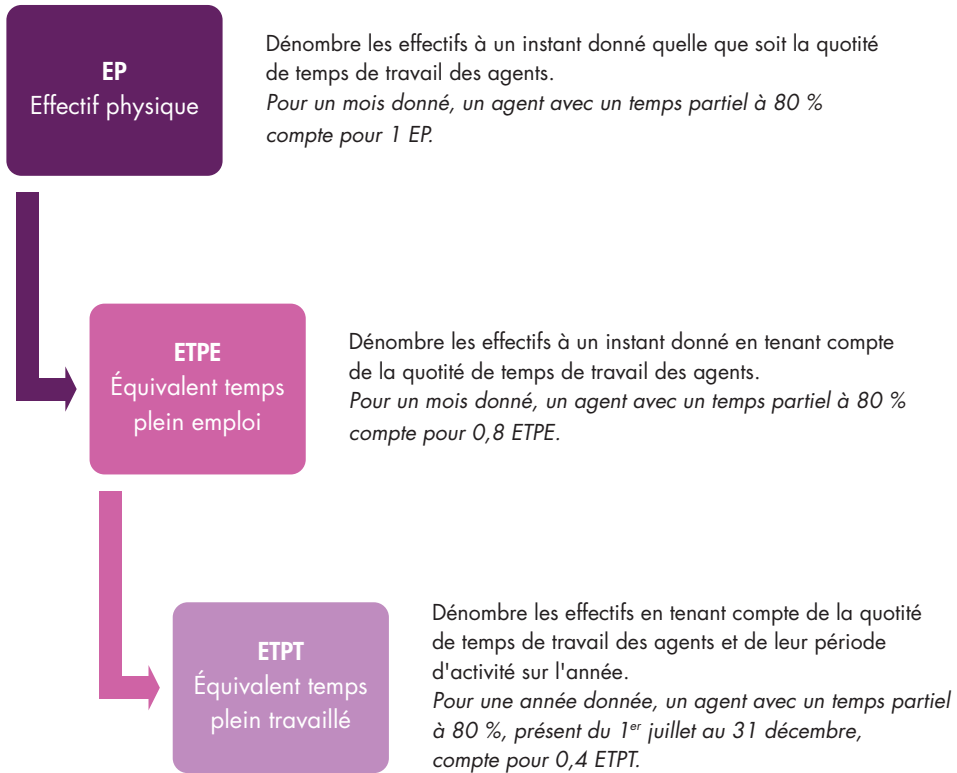 EP
Effectif physique
Dénombre les effectifs à un instant donné quelle que soit la quotité
de temps de travail des agents.
Pour un mois donné, un agent avec un temps partiel à 80 %
compte pour 1 EP.
ETPE
Équivalent temps
plein emploi
Dénombre les effectifs à un instant donné en tenant compte
de la quotité de temps de travail des agents.
Pour un mois donné, un agent avec un temps partiel à 80 %
compte pour 0,8 ETPE.
ETPT
Équivalent temps
plein travaillé
Dénombre les effectifs en tenant compte de la quotité
de temps de travail des agents et de leur période
d'activité sur l'année.
Pour une année donnée, un agent avec un temps partiel
à 80 %, présent du 1er juillet au 31 décembre,
compte pour 0,4 ETPT.